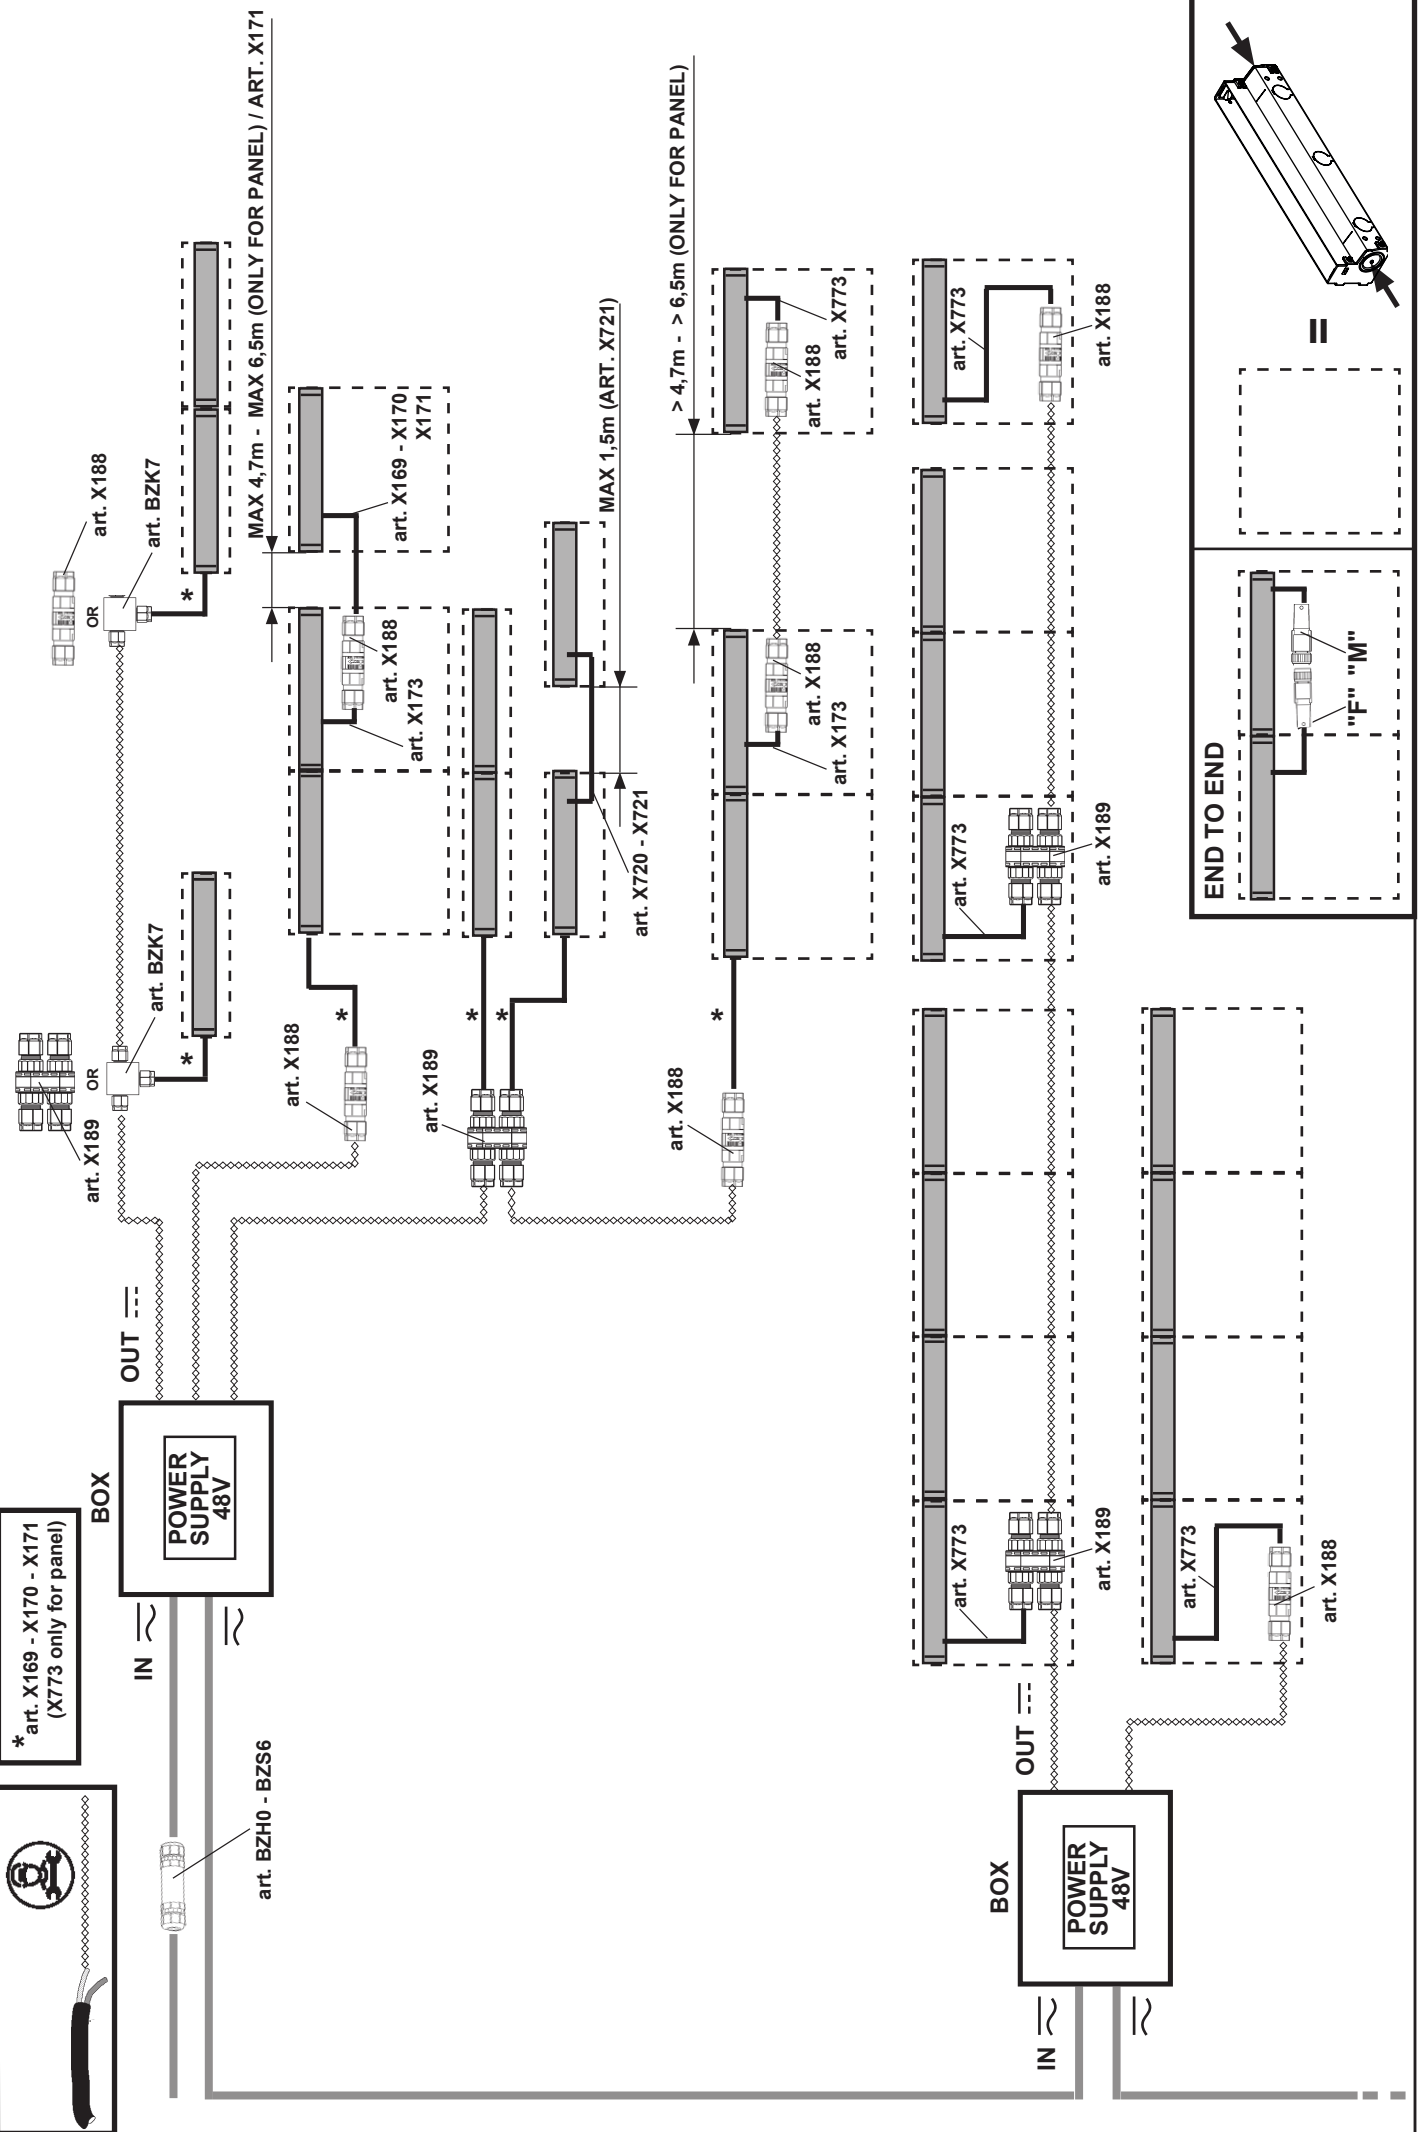 * art. X169 - X170 - X171
(X773 only for panel)
art. BZH0 - BZS6
IN
BOX
POWER
SUPPLY
48V
OUT
art. X189
OR
art. BZK7
*
art. X188
OR
art. BZK7
*
MAX 4,7m - MAX 6,5m (ONLY FOR PANEL) / ART. X171
art. X188
*
art. X173
art. X188
art. X169 - X170
X171
art. X189
*
*
art. X720 - X721
MAX 1,5m (ART. X721)
art. X188
*
art. X173
art. X188
> 4,7m - > 6,5m (ONLY FOR PANEL)
art. X188
art. X773
IN
BOX
POWER
SUPPLY
48V
OUT
art. X773
art. X189
art. X773
art. X189
art. X773
art. X188
art. X773
art. X188
END TO END
"F" "M"
=